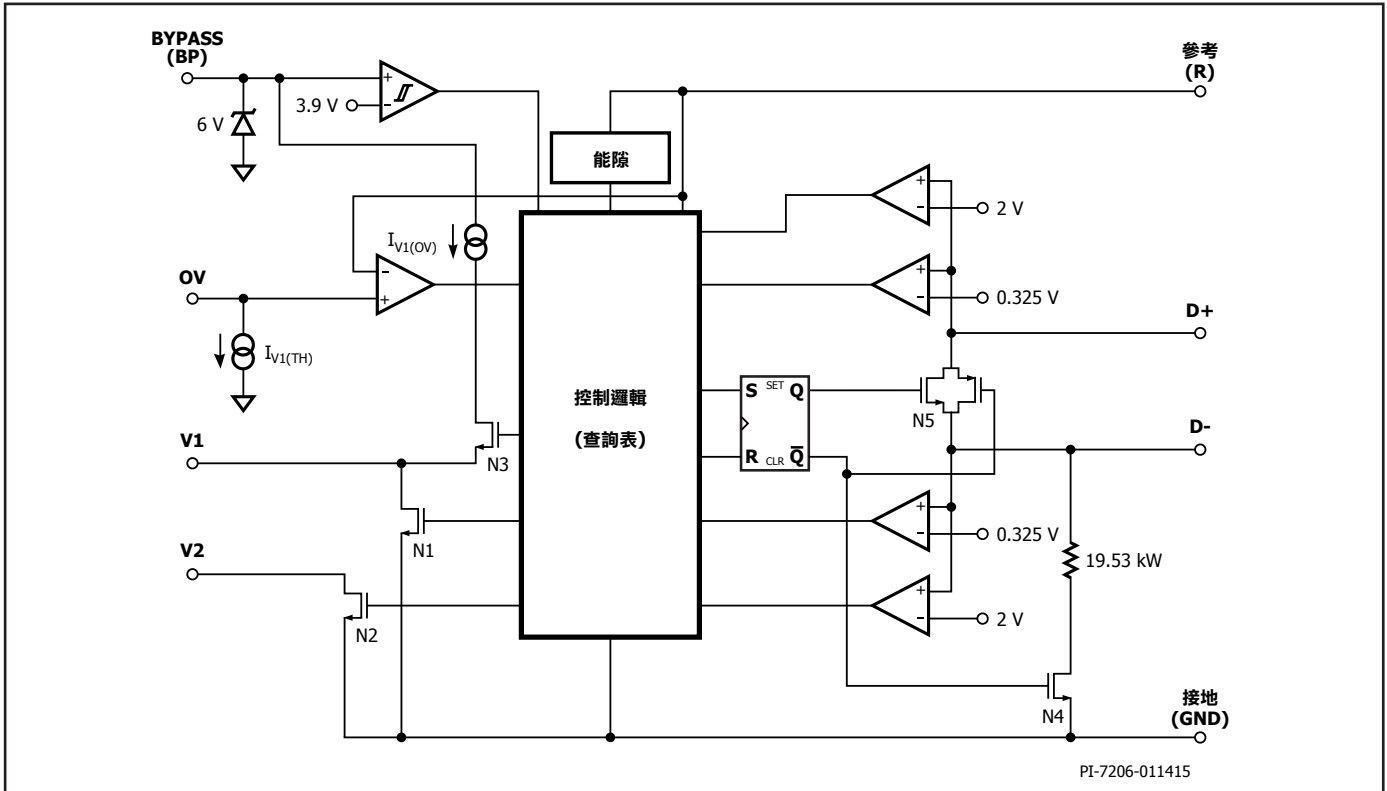 BYPASS
(BP)
參考
(R)
3.9 V
+
-
6 V
能隙
+
-
2 V
I_V1(OV)
OV
-
+
+
-
0.325 V
D+
I_V1(TH)
控制邏輯
(查詢表)
S SET Q
N5
D-
V1
N3
R CLR Q̅
+
-
0.325 V
N1
19.53 kW
V2
+
-
2 V
N2
N4
接地
(GND)
PI-7206-011415